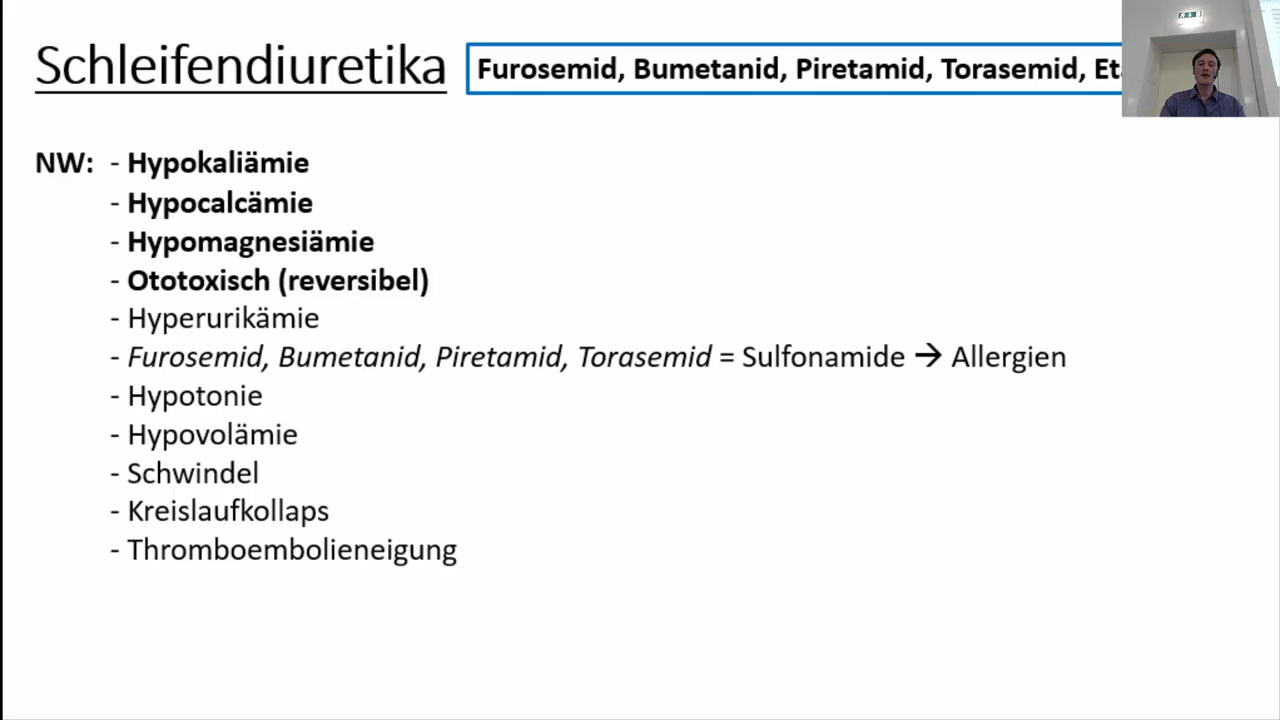 Schleifendiuretika
Furosemid, Bumetanid, Piretamid, Torasemid,
NW: - Hypokaliämie
- Hypocalcämie
- Hypomagnesiämie
- Ototoxisch (reversibel)
- Hyperurikämie
- Furosemid, Bumetanid, Piretamid, Torasemid = Sulfonamide → Allergien
- Hypotonie
- Hypovolämie
- Schwindel
- Kreislaufkollaps
- Thromboembolieneigung